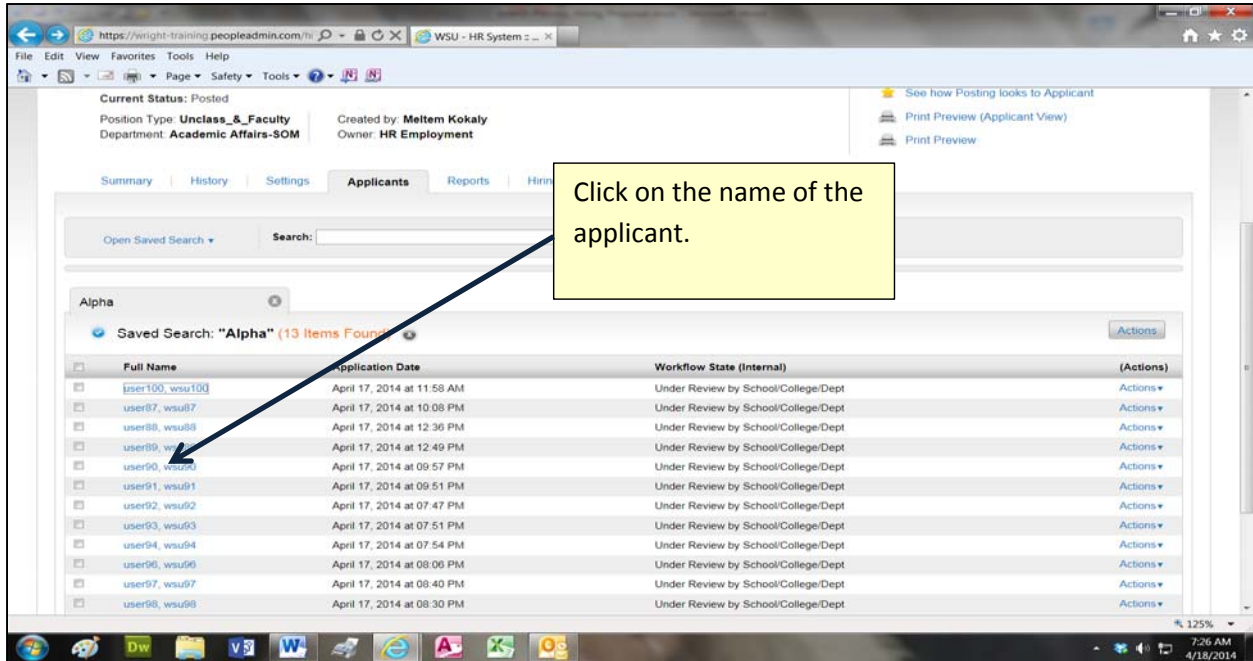 https://wright-training.peopleadmin.com/hr
WSU - HR System :: ...
File Edit View Favorites Tools Help
Page Safety Tools
Current Status: Posted
See how Posting looks to Applicant
Position Type: Unclass_&_Faculty Created by: Meltem Kokaly
Print Preview (Applicant View)
Department: Academic Affairs-SOM Owner: HR Employment
Print Preview
Summary History Settings Applicants Reports
Click on the name of the
applicant.
Open Saved Search Search:
Alpha
Saved Search: "Alpha" (13 Items Found) Actions
Full Name Application Date Workflow State (Internal) (Actions)
user100, wsu100 April 17, 2014 at 11:58 AM Under Review by School/College/Dept Actions
user87, wsu87 April 17, 2014 at 10:08 PM Under Review by School/College/Dept Actions
user88, wsu88 April 17, 2014 at 12:36 PM Under Review by School/College/Dept Actions
user89, April 17, 2014 at 12:49 PM Under Review by School/College/Dept Actions
user90, wsu90 April 17, 2014 at 09:57 PM Under Review by School/College/Dept Actions
user91, wsu91 April 17, 2014 at 09:51 PM Under Review by School/College/Dept Actions
user92, wsu92 April 17, 2014 at 07:47 PM Under Review by School/College/Dept Actions
user93, wsu93 April 17, 2014 at 07:51 PM Under Review by School/College/Dept Actions
user94, wsu94 April 17, 2014 at 07:54 PM Under Review by School/College/Dept Actions
user96, wsu96 April 17, 2014 at 08:06 PM Under Review by School/College/Dept Actions
user97, wsu97 April 17, 2014 at 08:40 PM Under Review by School/College/Dept Actions
user98, wsu98 April 17, 2014 at 08:30 PM Under Review by School/College/Dept Actions
125%
7:26 AM
4/18/2014